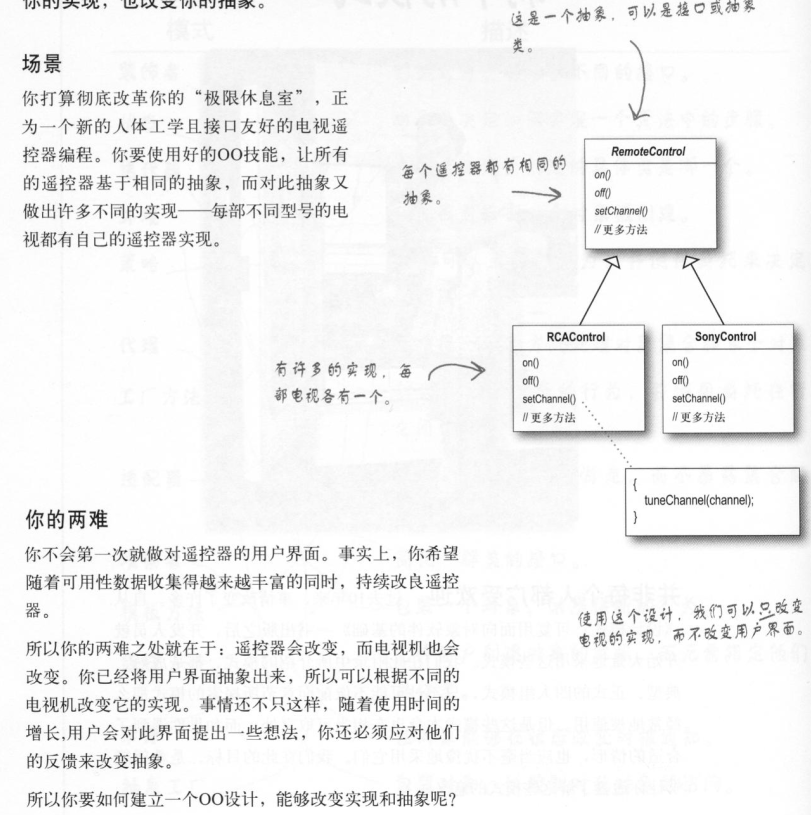 你的实现，也改变你的抽象。
这是一个抽象，可以是接口或抽象
类。
场景
你打算彻底改革你的“极限休息室”，正
为一个新的人体工学且接口友好的电视遥
控器编程。你要使用好的OO技能，让所有
的遥控器基于相同的抽象，而对此抽象又
做出许多不同的实现——每部不同型号的电
视都有自己的遥控器实现。
每个遥控器都有相同的
抽象。
RemoteControl
on()
off()
setChannel()
//更多方法
有许多的实现，每
部电视各有一个。
RCAControl
on()
off()
setChannel()
//更多方法
SonyControl
on()
off()
setChannel()
//更多方法
{
tuneChannel(channel);
}
你的两难
你不会第一次就做对遥控器的用户界面。事实上，你希望
随着可用性数据收集得越来越丰富的同时，持续改良遥控
器。
所以你的两难之处就在于：遥控器会改变，而电视机也会
改变。你已经将用户界面抽象出来，所以可以根据不同的
电视机改变它的实现。事情还不只这样，随着使用时间的
增长,用户会对此界面提出一些想法，你还必须应对他们
的反馈来改变抽象。
所以你要如何建立一个OO设计，能够改变实现和抽象呢？
使用这个设计，我们可以只改变
电视的实现，而不改变用户界面。